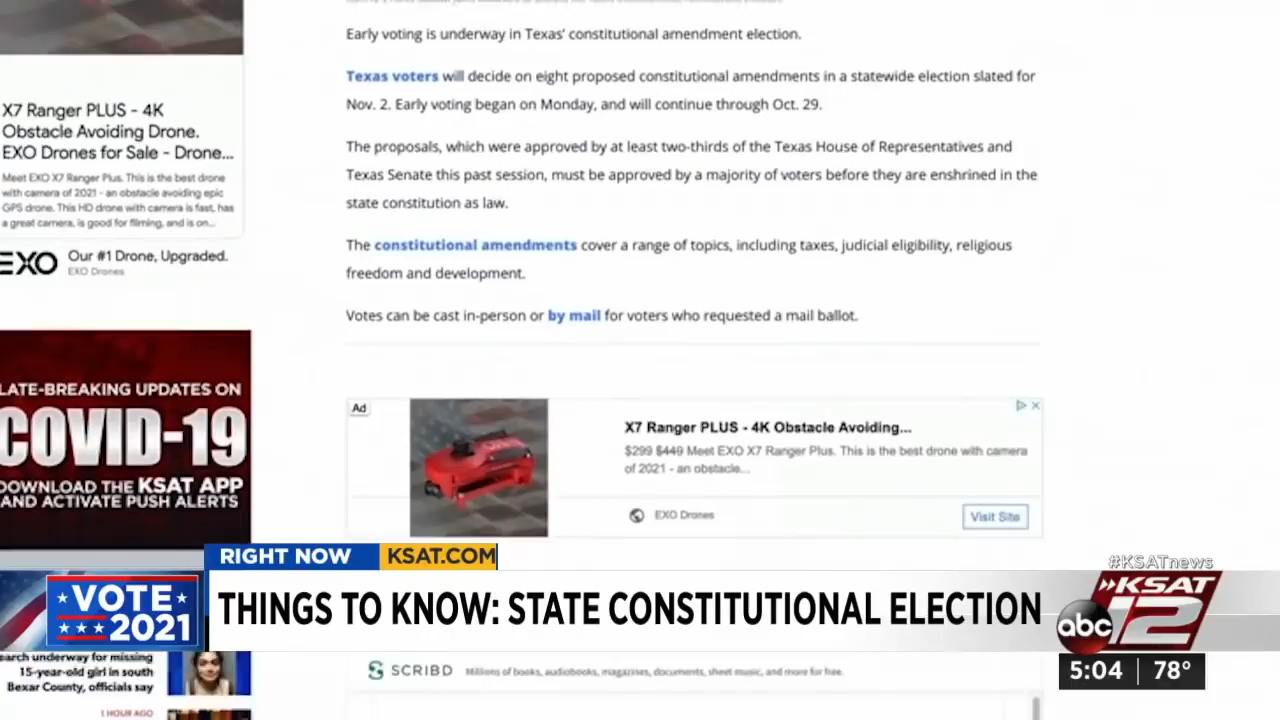 Early voting is underway in Texas' constitutional amendment election.
Texas voters will decide on eight proposed constitutional amendments in a statewide election slated for
Nov. 2. Early voting began on Monday, and will continue through Oct. 29.
The proposals, which were approved by at least two-thirds of the Texas House of Representatives and
Texas Senate this past session, must be approved by a majority of voters before they are enshrined in the
state constitution as law.
The constitutional amendments cover a range of topics, including taxes, judicial eligibility, religious
freedom and development.
Votes can be cast in-person or by mail for voters who requested a mail ballot.
X7 Ranger PLUS - 4K
Obstacle Avoiding Drone.
EXO Drones for Sale - Drone...
Meet EXO X7 Ranger Plus. This is the best drone
with camera of 2021 - an obstacle avoiding epic
GPS drone. This HD drone with camera is fast, has
a great camera, is good for filming, and is on...
EXO
Our #1 Drone, Upgraded.
EXO Drones
LATE-BREAKING UPDATES ON
COVID-19
DOWNLOAD THE KSAT APP
AND ACTIVATE PUSH ALERTS
Ad
X7 Ranger PLUS - 4K Obstacle Avoiding...
$299 $449 Meet EXO X7 Ranger Plus. This is the best drone with camera
of 2021 - an obstacle...
EXO Drones
Visit Site
RIGHT NOW KSAT.COM
VOTE
2021
THINGS TO KNOW: STATE CONSTITUTIONAL ELECTION
#KSATnews
KSAT
abc 12
5:04 78°
earch underway for missing
15-year-old girl in south
Bexar County, officials say
1 HOUR AGO
SCRIBD
Millions of books, audiobooks, magazines, documents, sheet music, and more for free.